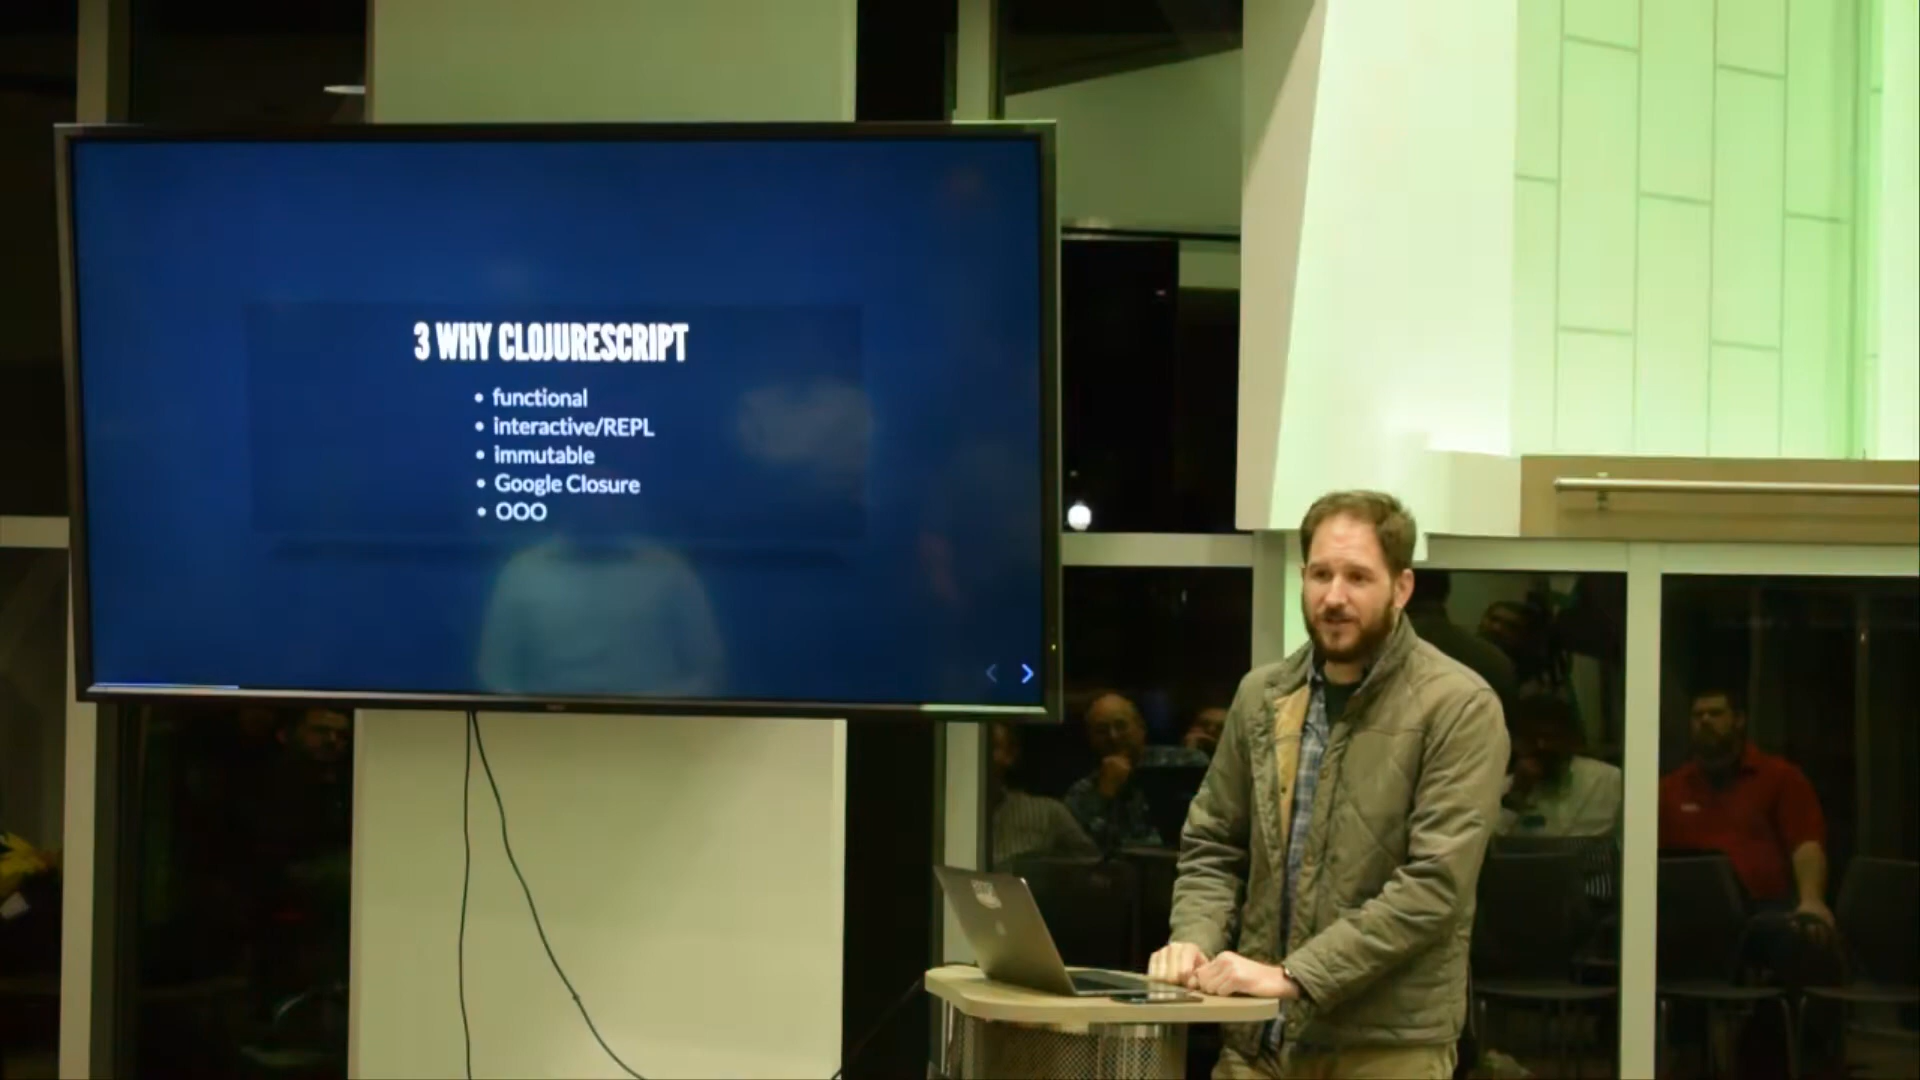 3 WHY CLOJURESCRIPT
• functional
• interactive/REPL
• immutable
• Google Closure
• OOO